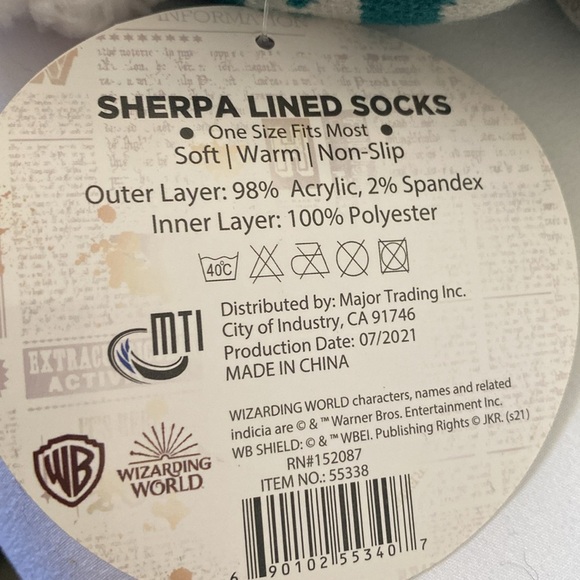 INFORMATION
SHERPA LINED SOCKS
● One Size Fits Most ●
Soft | Warm | Non-Slip
Outer Layer: 98% Acrylic, 2% Spandex
Inner Layer: 100% Polyester
40°C
MTI
Distributed by: Major Trading Inc.
City of Industry, CA 91746
Production Date: 07/2021
MADE IN CHINA
WIZARDING WORLD characters, names and related
indicia are © & ™ Warner Bros. Entertainment Inc.
WB SHIELD: © & ™ WBEI. Publishing Rights © JKR. (s21)
WB
WIZARDING
WORLD
RN#152087
ITEM NO.: 55338
6 90102 55340 7